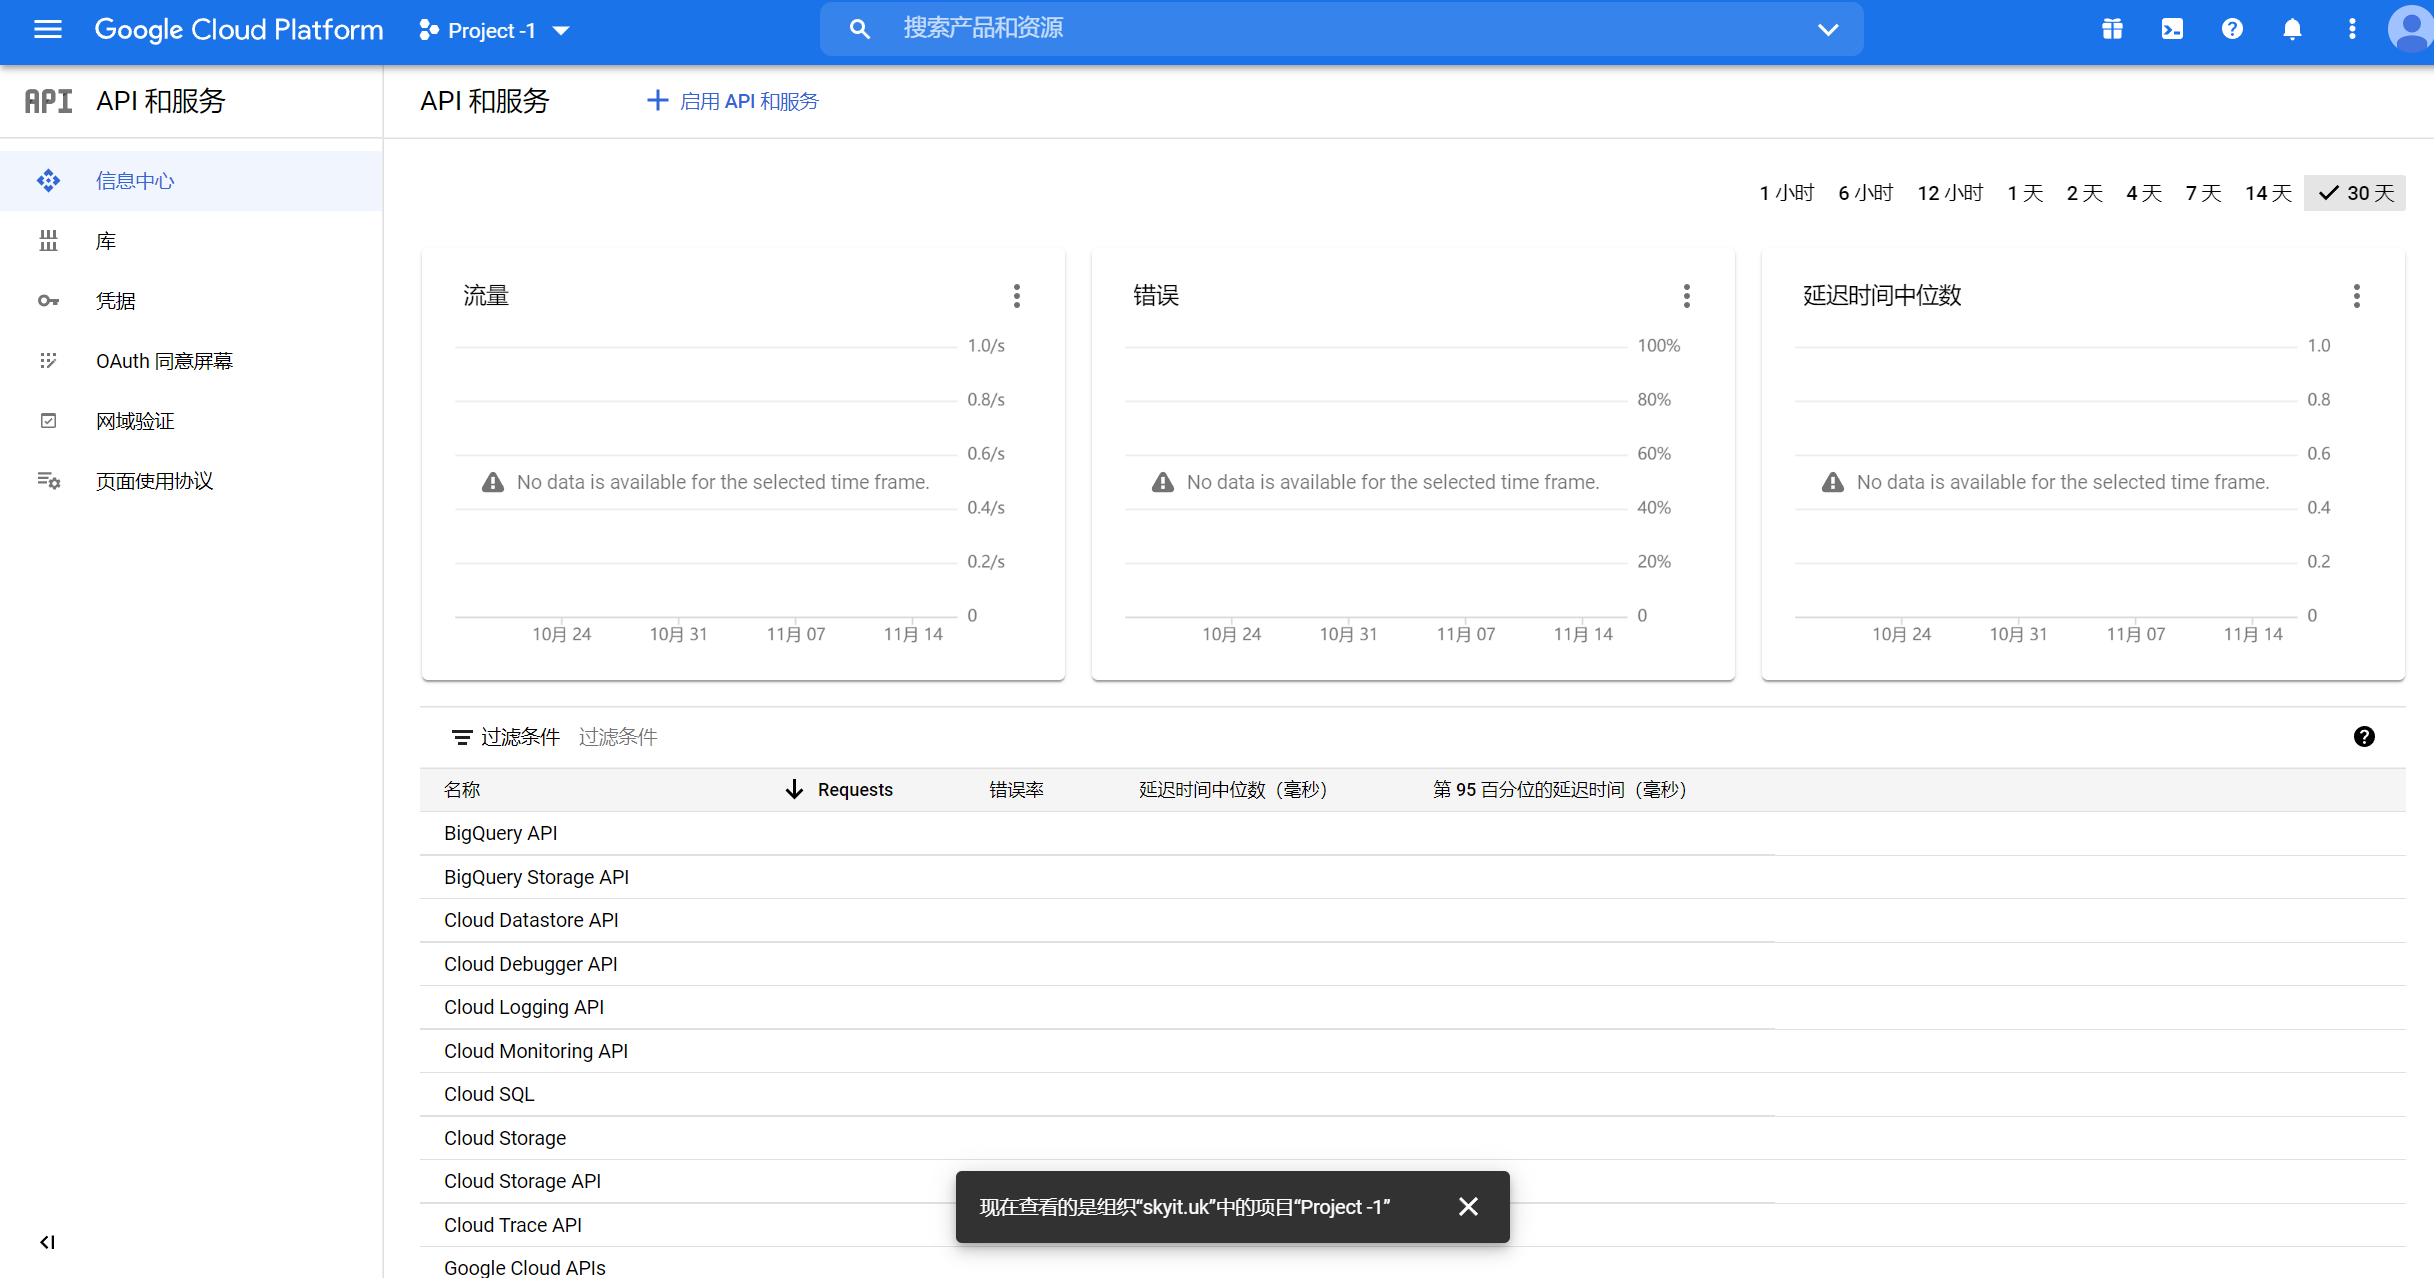 Google Cloud Platform
Project -1
搜索产品和资源
API
API 和服务
API 和服务
启用 API 和服务
信息中心
库
凭据
OAuth 同意屏幕
网域验证
页面使用协议
1 小时 6 小时 12 小时 1 天 2 天 4 天 7 天 14 天 30 天
流量
1.0/s
0.8/s
0.6/s
No data is available for the selected time frame.
0.4/s
0.2/s
0
10月 24 10月 31 11月 07 11月 14
错误
100%
80%
60%
No data is available for the selected time frame.
40%
20%
0
10月 24 10月 31 11月 07 11月 14
延迟时间中位数
1.0
0.8
0.6
No data is available for the selected time frame.
0.4
0.2
0
10月 24 10月 31 11月 07 11月 14
过滤条件 过滤条件
名称 Requests 错误率 延迟时间中位数（毫秒） 第 95 百分位的延迟时间（毫秒）
BigQuery API
BigQuery Storage API
Cloud Datastore API
Cloud Debugger API
Cloud Logging API
Cloud Monitoring API
Cloud SQL
Cloud Storage
Cloud Storage API
Cloud Trace API
Google Cloud APIs
现在查看的是组织“skyit.uk”中的项目“Project -1”